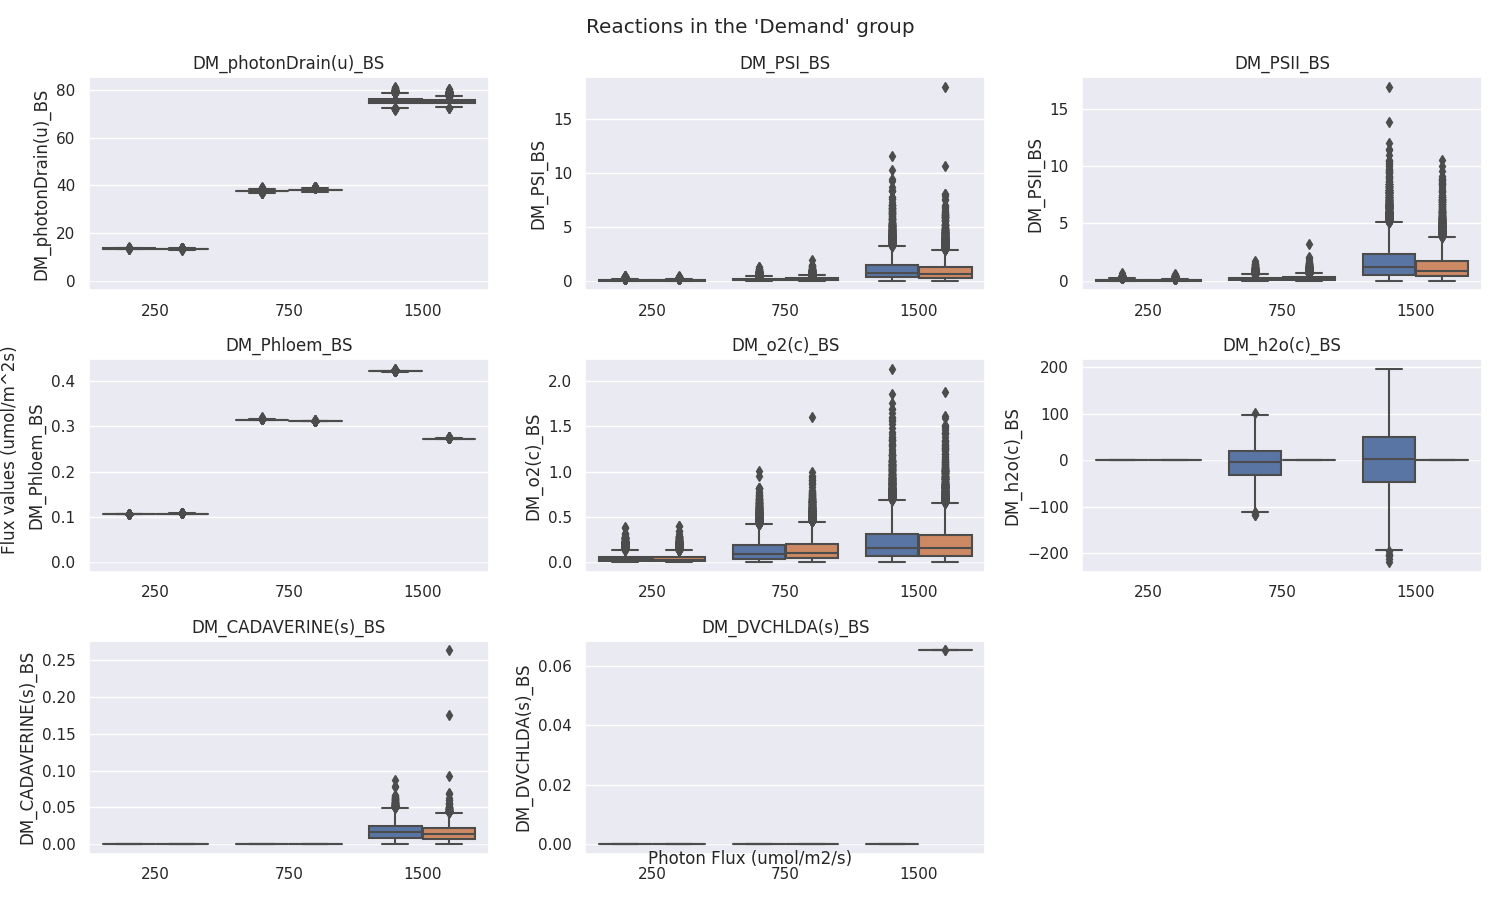 Reactions in the 'Demand' group
DM_photonDrain(u)_BS
DM_photonDrain(u)_BS
80
60
40
20
0
250 750 1500
DM_PSI_BS
DM_PSI_BS
15
10
5
0
250 750 1500
DM_PSII_BS
DM_PSII_BS
15
10
5
0
250 750 1500
Flux values (umol/m^2s)
DM_Phloem_BS
DM_Phloem_BS
0.4
0.3
0.2
0.1
0.0
250 750 1500
DM_o2(c)_BS
DM_o2(c)_BS
2.0
1.5
1.0
0.5
0.0
250 750 1500
DM_h2o(c)_BS
DM_h2o(c)_BS
200
100
0
−100
−200
250 750 1500
DM_CADAVERINE(s)_BS
DM_CADAVERINE(s)_BS
0.25
0.20
0.15
0.10
0.05
0.00
250 750 1500
DM_DVCHLDA(s)_BS
DM_DVCHLDA(s)_BS
0.06
0.04
0.02
0.00
Photon Flux (umol/m2/s)
250 750 1500